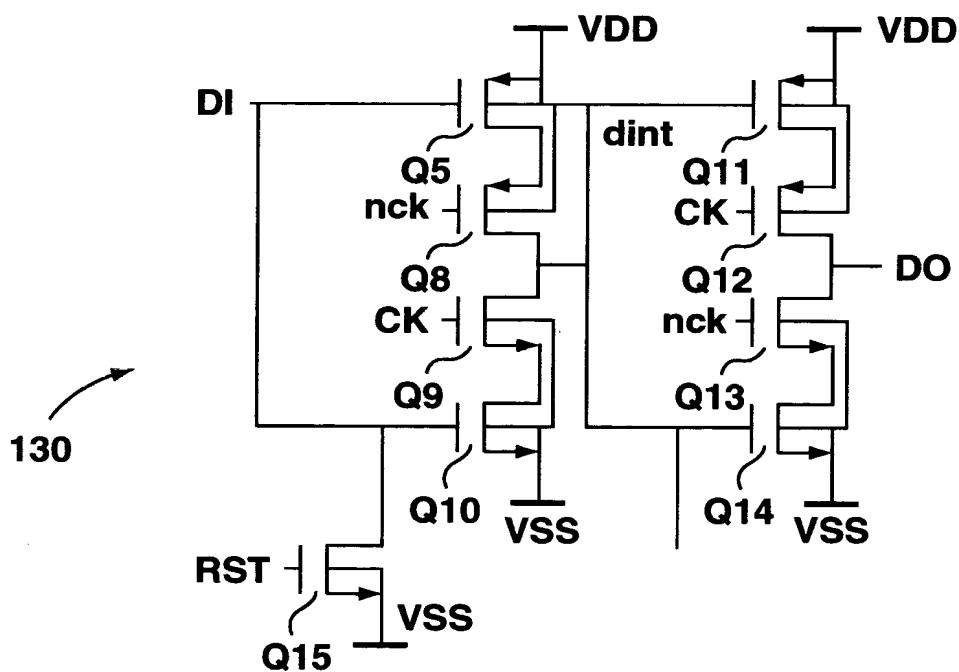 VDD
VDD
DI
dint
Q5
Q11
nck
CK
Q8
Q12
DO
CK
nck
Q9
Q13
130
Q10
Q14
VSS
VSS
RST
VSS
Q15